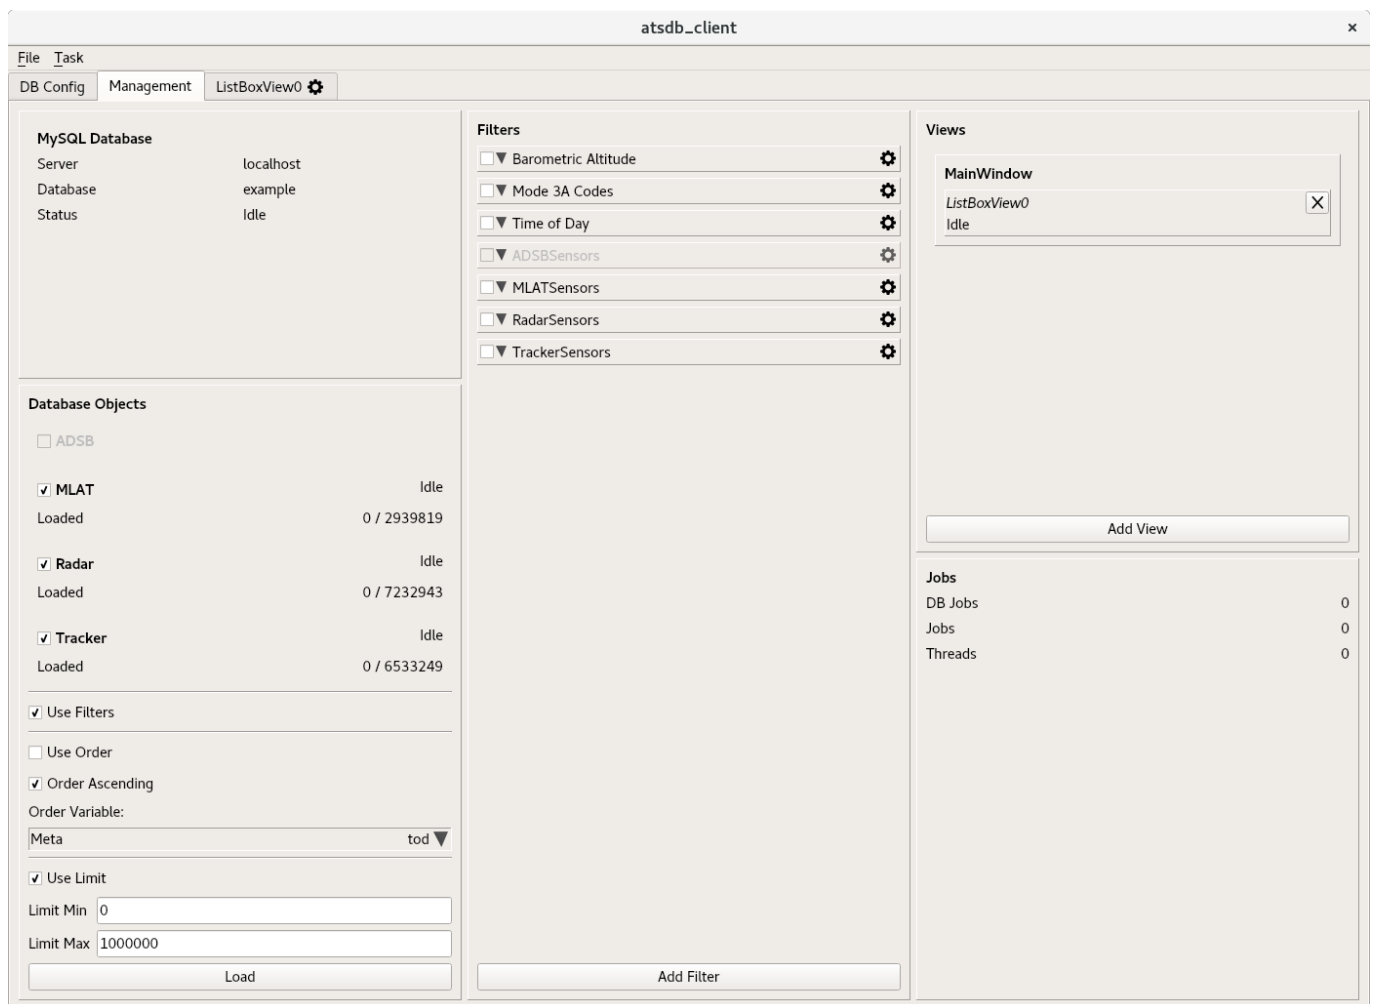 atsdb_client ×
File Task
DB Config Management ListBoxView0
MySQL Database
Server localhost
Database example
Status Idle
Database Objects
ADSB
MLAT Idle
Loaded 0 / 2939819
Radar Idle
Loaded 0 / 7232943
Tracker Idle
Loaded 0 / 6533249
Use Filters
Use Order
Order Ascending
Order Variable:
Meta tod
Use Limit
Limit Min 0
Limit Max 1000000
Load
Filters
Barometric Altitude
Mode 3A Codes
Time of Day
ADSBSensors
MLATSensors
RadarSensors
TrackerSensors
Add Filter
Views
MainWindow
ListBoxView0 X
Idle
Add View
Jobs
DB Jobs 0
Jobs 0
Threads 0